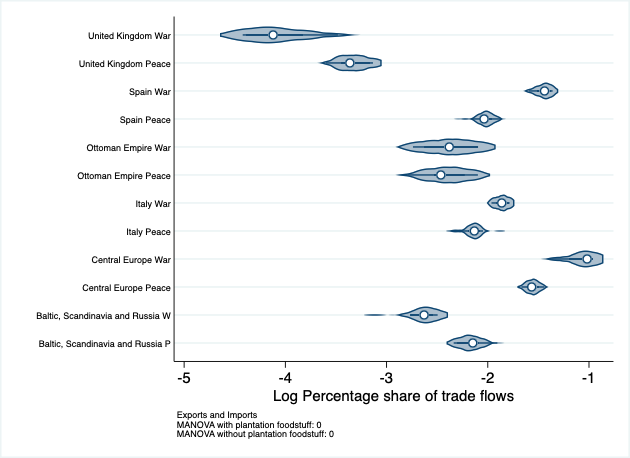 United Kingdom War
United Kingdom Peace
Spain War
Spain Peace
Ottoman Empire War
Ottoman Empire Peace
Italy War
Italy Peace
Central Europe War
Central Europe Peace
Baltic, Scandinavia and Russia W
Baltic, Scandinavia and Russia P
-5 -4 -3 -2 -1
Log Percentage share of trade flows
Exports and Imports
MANOVA with plantation foodstuff: 0
MANOVA without plantation foodstuff: 0